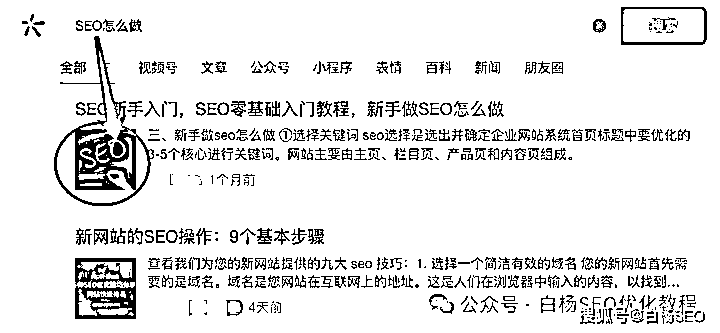 SEO怎么做
搜索
全部 视频号 文章 公众号 小程序 表情 百科 新闻 朋友圈
SEO新手入门，SEO零基础入门教程，新手做SEO怎么做
三、新手做seo怎么做 ①选择关键词 seo选择是选出并确定企业网站系统首页标题中要优化的
3-5个核心进行关键词。网站主要由主页、栏目页、产品页和内容页组成。
SEO
1个月前
新网站的SEO操作：9个基本步骤
查看我们为您的新网站提供的九大 seo 技巧：1. 选择一个简洁有效的域名 您的新网站首先需
要的是域名。域名是您网站在互联网上的地址。这是人们在浏览器中输入的内容，以找到...
4天前
公众号·白杨SEO优化教程
搜狐号@白杨SEO